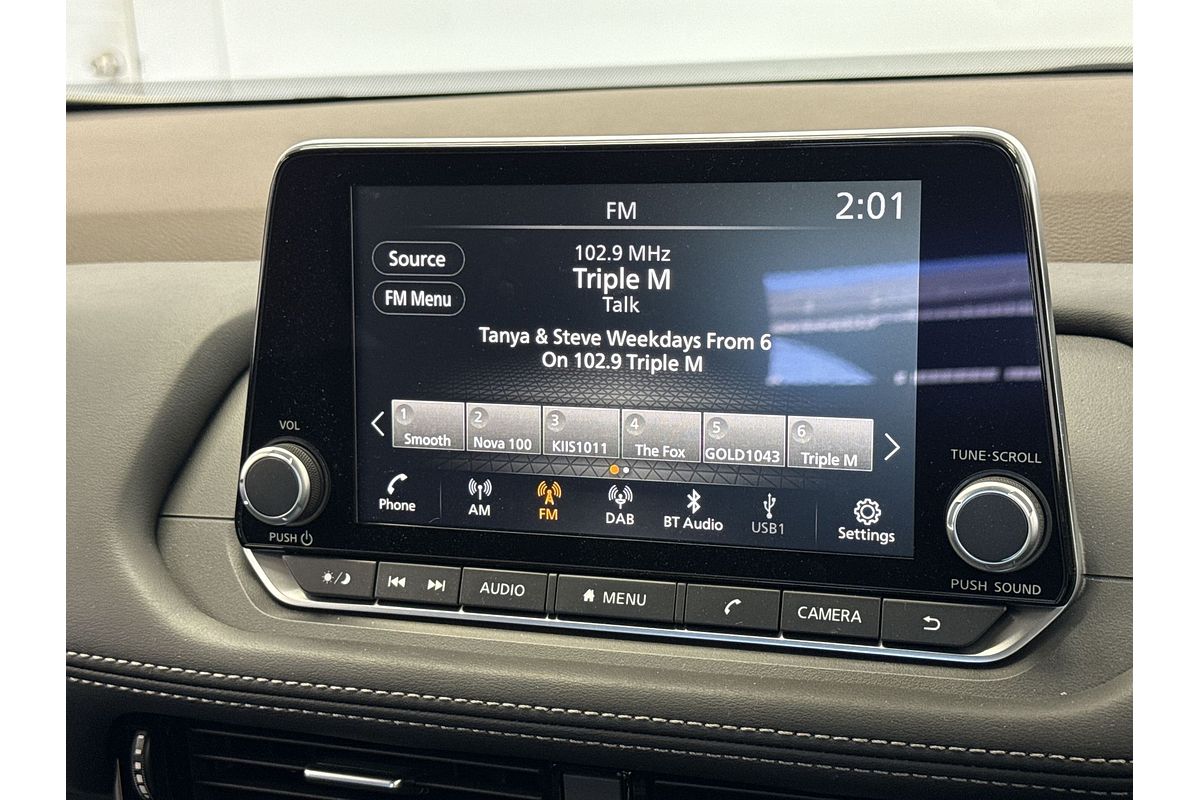 FM
2:01
Source
102.9 MHz
Triple M
FM Menu
Talk
Tanya & Steve Weekdays From 6
On 102.9 Triple M
1 Smooth
2 Nova 100
3 KIIS1011
4 The Fox
5 GOLD1043
6 Triple M
VOL
TUNE·SCROLL
Phone
AM
FM
DAB
BT Audio
USB1
Settings
PUSH
PUSH SOUND
AUDIO
MENU
CAMERA